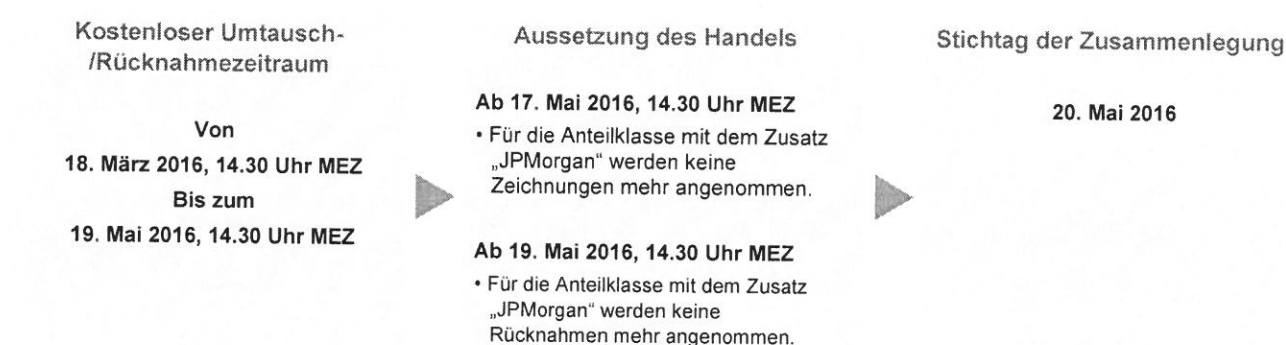 Kostenloser Umtausch-
/Rücknahmezeitraum
Von
18. März 2016, 14.30 Uhr MEZ
Bis zum
19. Mai 2016, 14.30 Uhr MEZ
Aussetzung des Handels
Ab 17. Mai 2016, 14.30 Uhr MEZ
• Für die Anteilklasse mit dem Zusatz
„JPMorgan“ werden keine
Zeichnungen mehr angenommen.
Ab 19. Mai 2016, 14.30 Uhr MEZ
• Für die Anteilklasse mit dem Zusatz
„JPMorgan“ werden keine
Rücknahmen mehr angenommen.
Stichtag der Zusammenlegung
20. Mai 2016